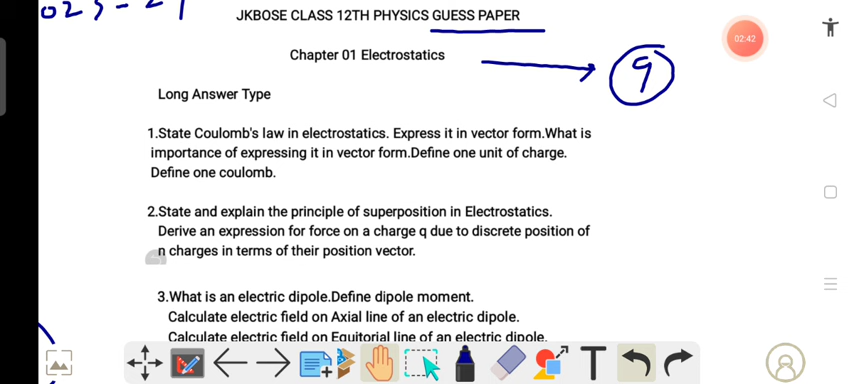 023-24
JKBOSE CLASS 12TH PHYSICS GUESS PAPER
02:42
Chapter 01 Electrostatics
9
Long Answer Type
1.State Coulomb's law in electrostatics. Express it in vector form.What is
importance of expressing it in vector form.Define one unit of charge.
Define one coulomb.
2.State and explain the principle of superposition in Electrostatics.
Derive an expression for force on a charge q due to discrete position of
n charges in terms of their position vector.
3.What is an electric dipole.Define dipole moment.
Calculate electric field on Axial line of an electric dipole.
Calculate electric field on Equitorial line of an electric dipole.
T